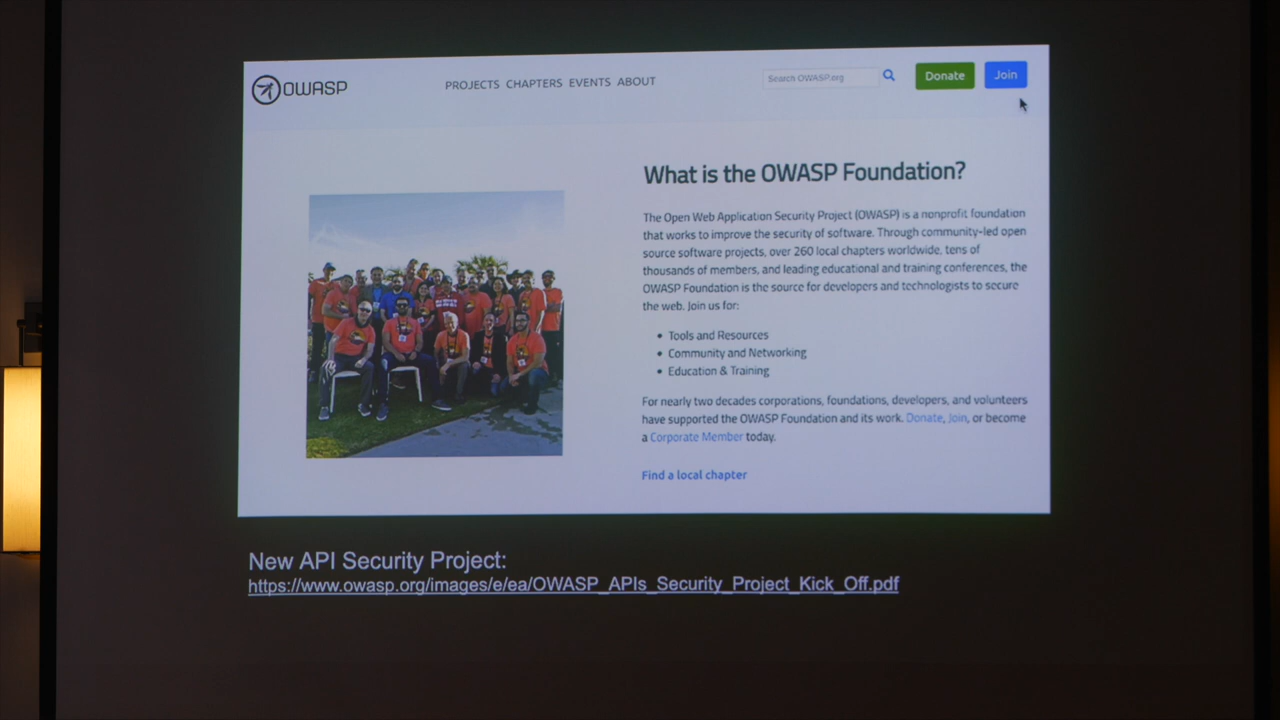 OWASP
PROJECTS CHAPTERS EVENTS ABOUT
Search OWASP.org
Donate
Join
What is the OWASP Foundation?
The Open Web Application Security Project (OWASP) is a nonprofit foundation
that works to improve the security of software. Through community-led open
source software projects, over 260 local chapters worldwide, tens of
thousands of members, and leading educational and training conferences, the
OWASP Foundation is the source for developers and technologists to secure
the web. Join us for:
• Tools and Resources
• Community and Networking
• Education & Training
For nearly two decades corporations, foundations, developers, and volunteers
have supported the OWASP Foundation and its work. Donate, Join, or become
a Corporate Member today.
Find a local chapter
New API Security Project:
https://www.owasp.org/images/e/ea/OWASP_APIs_Security_Project_Kick_Off.pdf